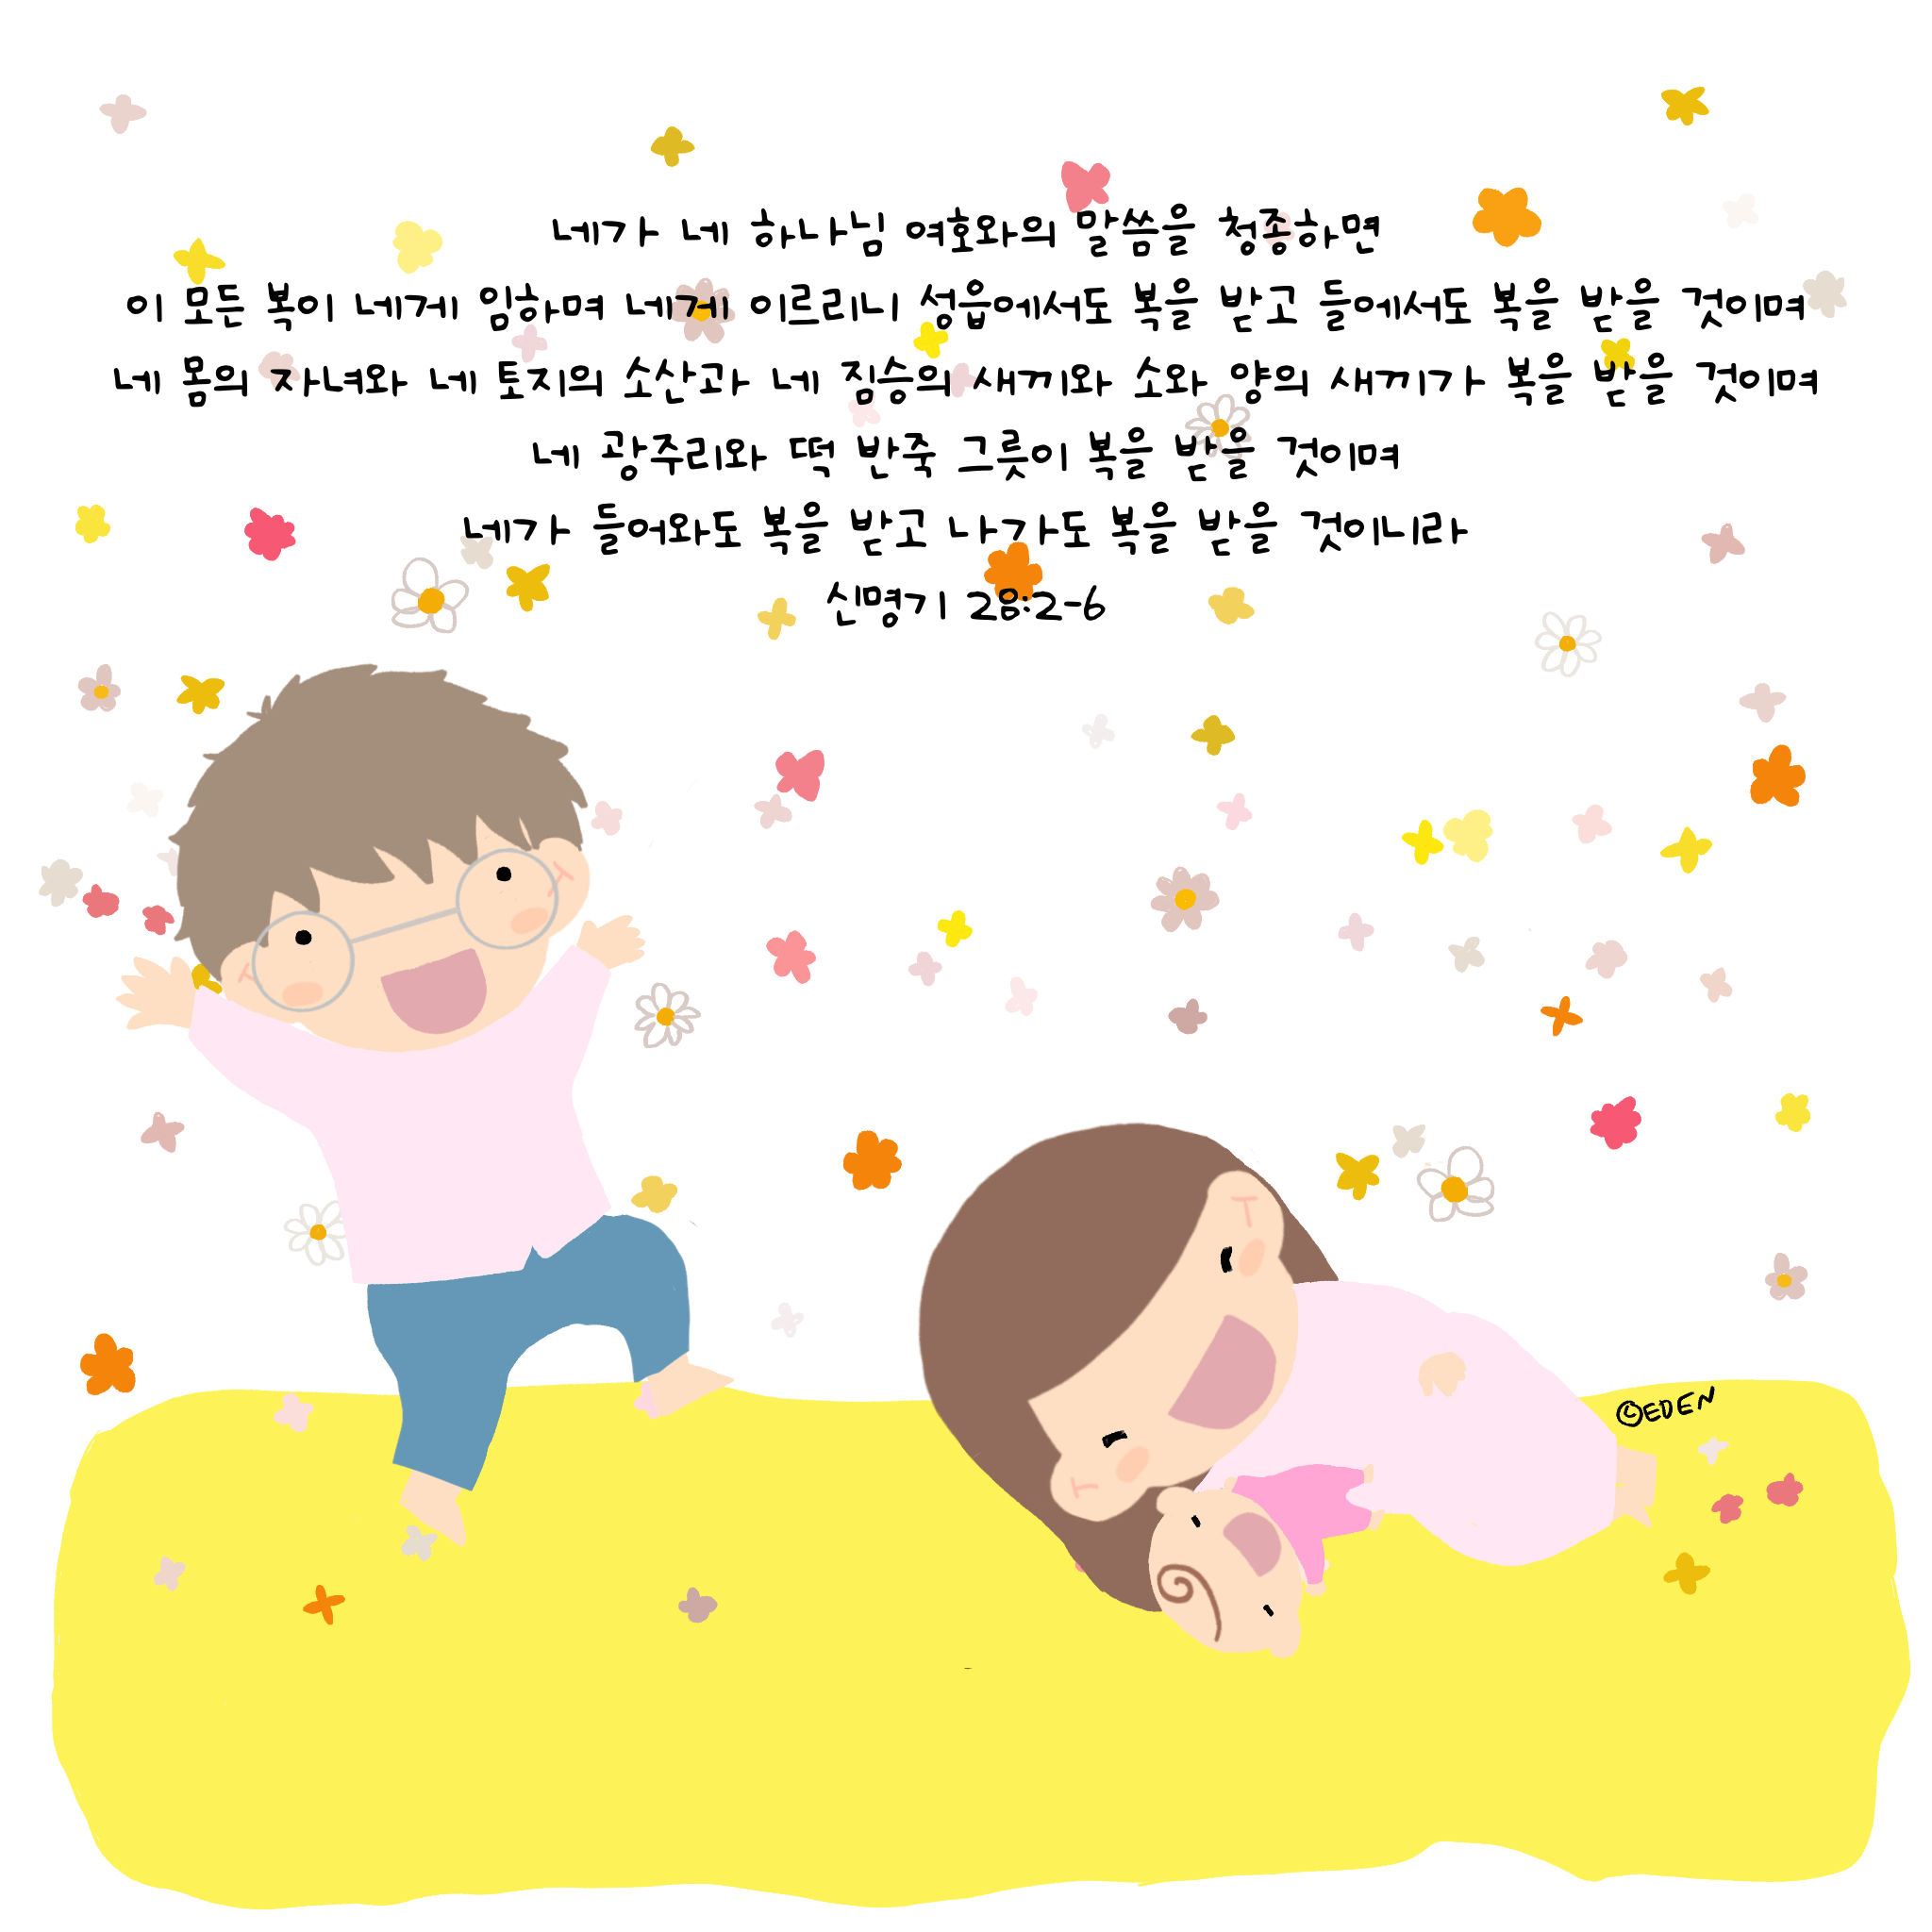 네가 네 하나님 여호와의 말씀을 청종하면
이 모든 복이 네게 임하며 네게 이르리니 성읍에서도 복을 받고 들에서도 복을 받을 것이며
네 몸의 자녀와 네 토지의 소산과 네 짐승의 새끼와 소와 양의 새끼가 복을 받을 것이며
네 광주리와 떡 반죽 그릇이 복을 받을 것이며
네가 들어와도 복을 받고 나가도 복을 받을 것이니라
신명기 28:2-6
©EDEN